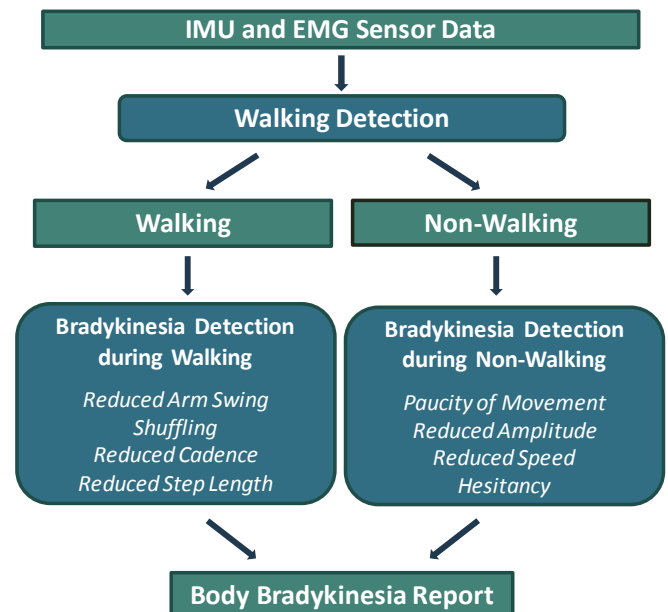 IMU and EMG Sensor Data
Walking Detection
Walking
Non-Walking
Bradykinesia Detection
during Walking
Reduced Arm Swing
Shuffling
Reduced Cadence
Reduced Step Length
Bradykinesia Detection
during Non-Walking
Paucity of Movement
Reduced Amplitude
Reduced Speed
Hesitancy
Body Bradykinesia Report